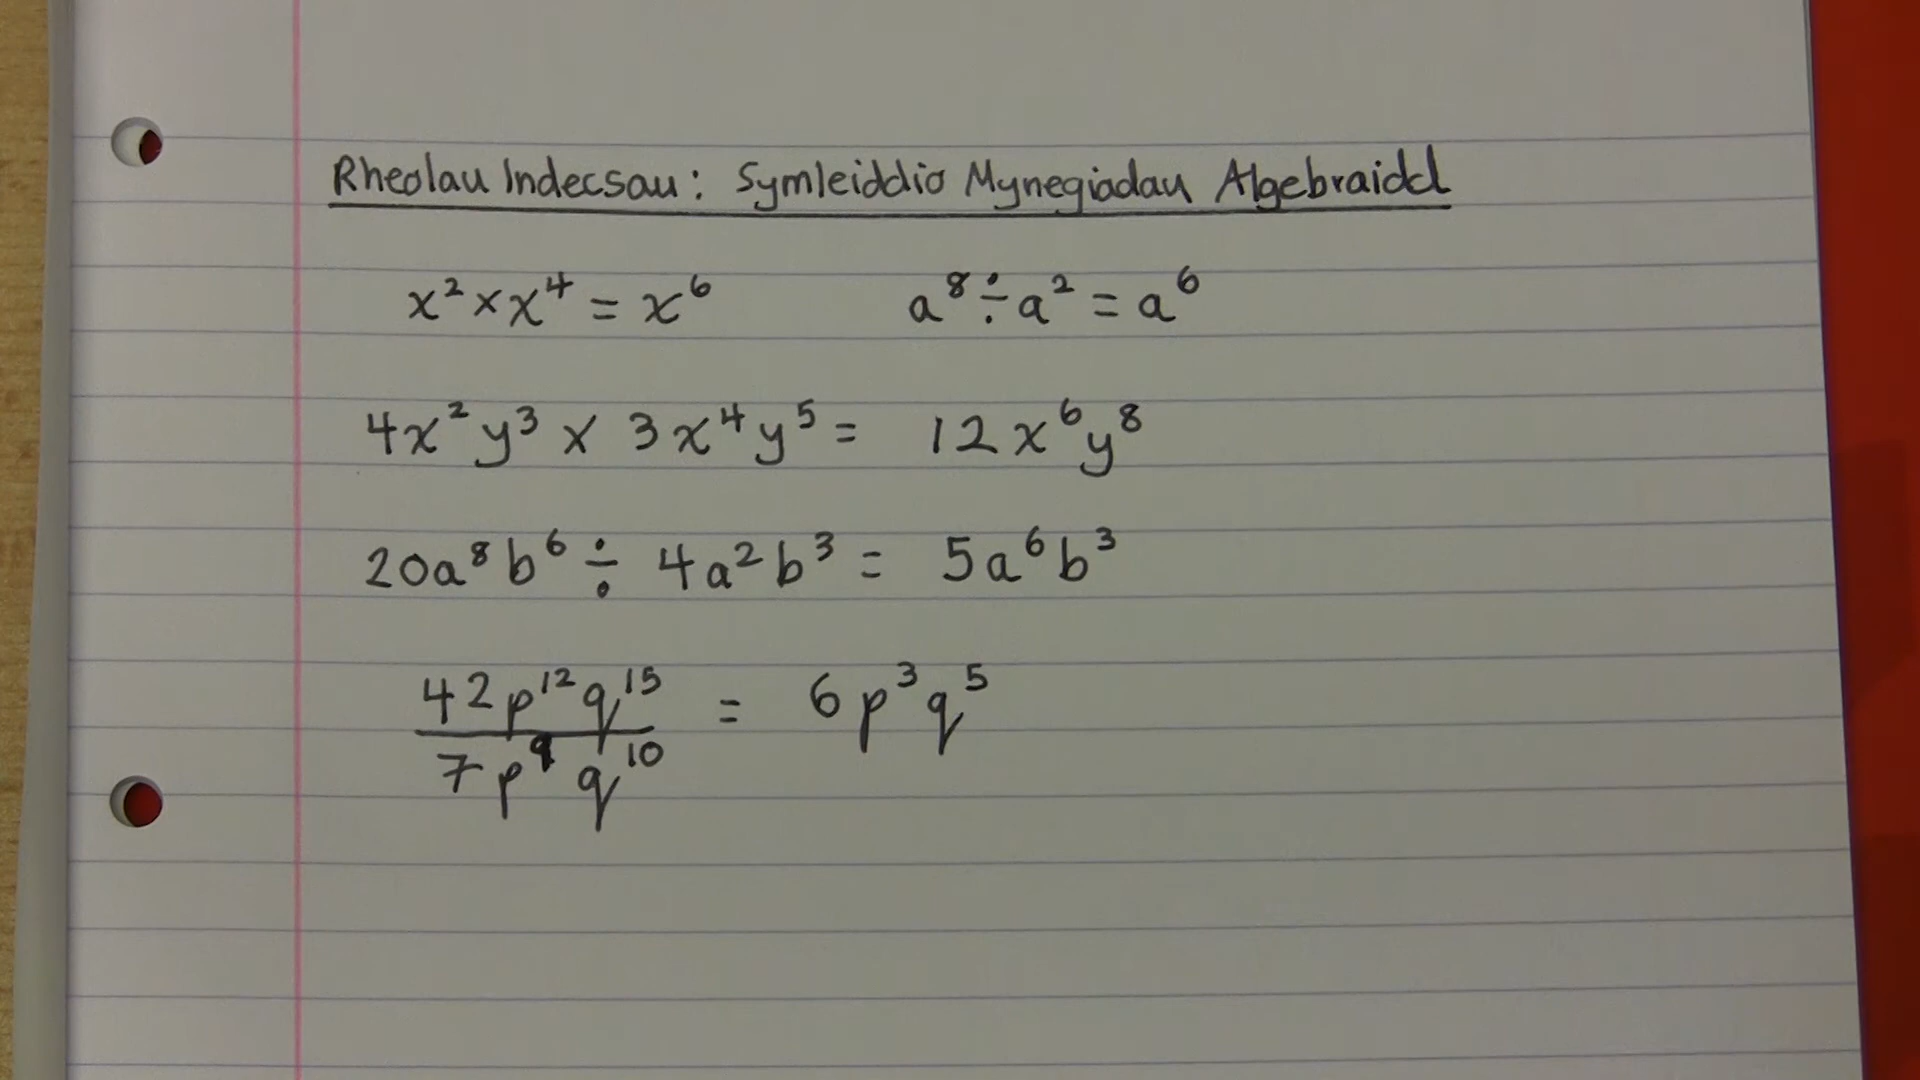 Rheolau Indecsau: Symleiddio Mynegiadau Algebraidd
x² × x⁴ = x⁶ a⁸ ÷ a² = a⁶
4x²y³ × 3x⁴y⁵ = 12x⁶y⁸
20a⁸b⁶ ÷ 4a²b³ = 5a⁶b³
42p¹²q¹⁵ / 7p⁹q¹⁰ = 6p³q⁵